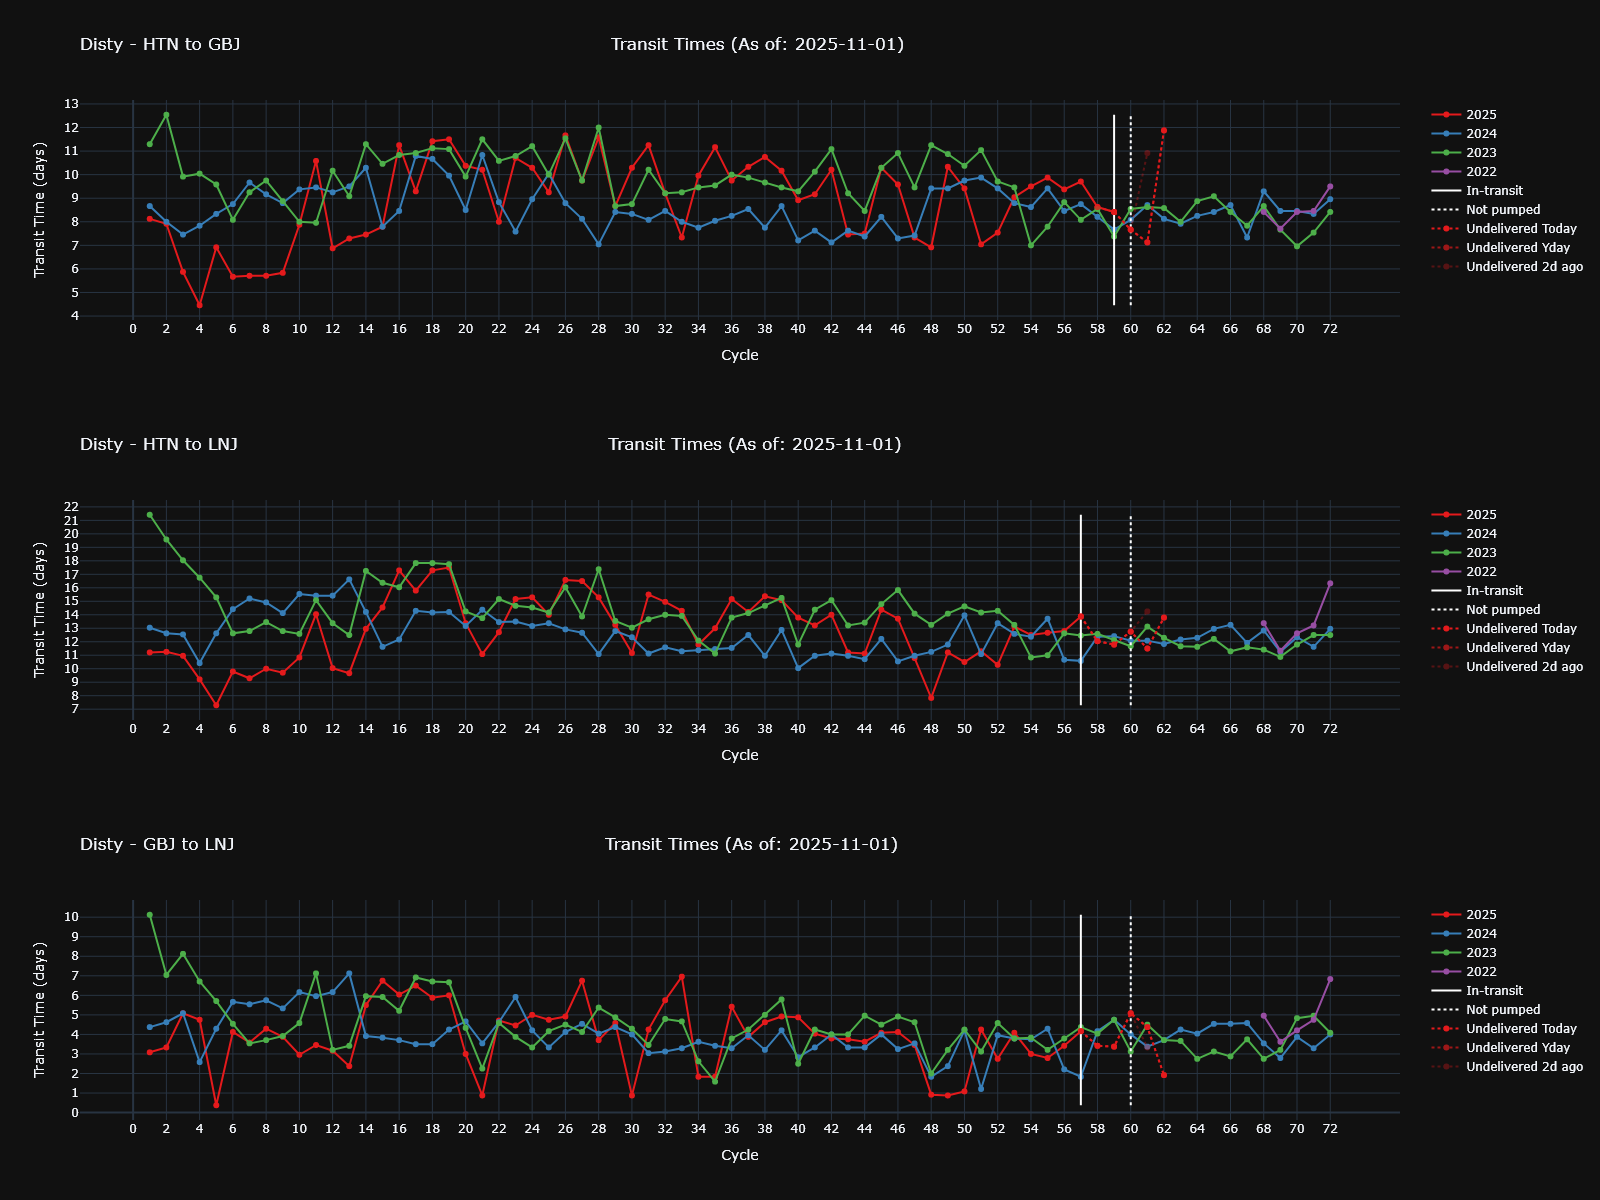 Disty - HTN to GBJ
Transit Times (As of: 2025-11-01)
Transit Time (days)
13
12
11
10
9
8
7
6
5
4
0 2 4 6 8 10 12 14 16 18 20 22 24 26 28 30 32 34 36 38 40 42 44 46 48 50 52 54 56 58 60 62 64 66 68 70 72
Cycle
2025
2024
2023
2022
In-transit
Not pumped
Undelivered Today
Undelivered Yday
Undelivered 2d ago
Disty - HTN to LNJ
Transit Times (As of: 2025-11-01)
Transit Time (days)
22
21
20
19
18
17
16
15
14
13
12
11
10
9
8
7
0 2 4 6 8 10 12 14 16 18 20 22 24 26 28 30 32 34 36 38 40 42 44 46 48 50 52 54 56 58 60 62 64 66 68 70 72
Cycle
2025
2024
2023
2022
In-transit
Not pumped
Undelivered Today
Undelivered Yday
Undelivered 2d ago
Disty - GBJ to LNJ
Transit Times (As of: 2025-11-01)
Transit Time (days)
10
9
8
7
6
5
4
3
2
1
0
0 2 4 6 8 10 12 14 16 18 20 22 24 26 28 30 32 34 36 38 40 42 44 46 48 50 52 54 56 58 60 62 64 66 68 70 72
Cycle
2025
2024
2023
2022
In-transit
Not pumped
Undelivered Today
Undelivered Yday
Undelivered 2d ago